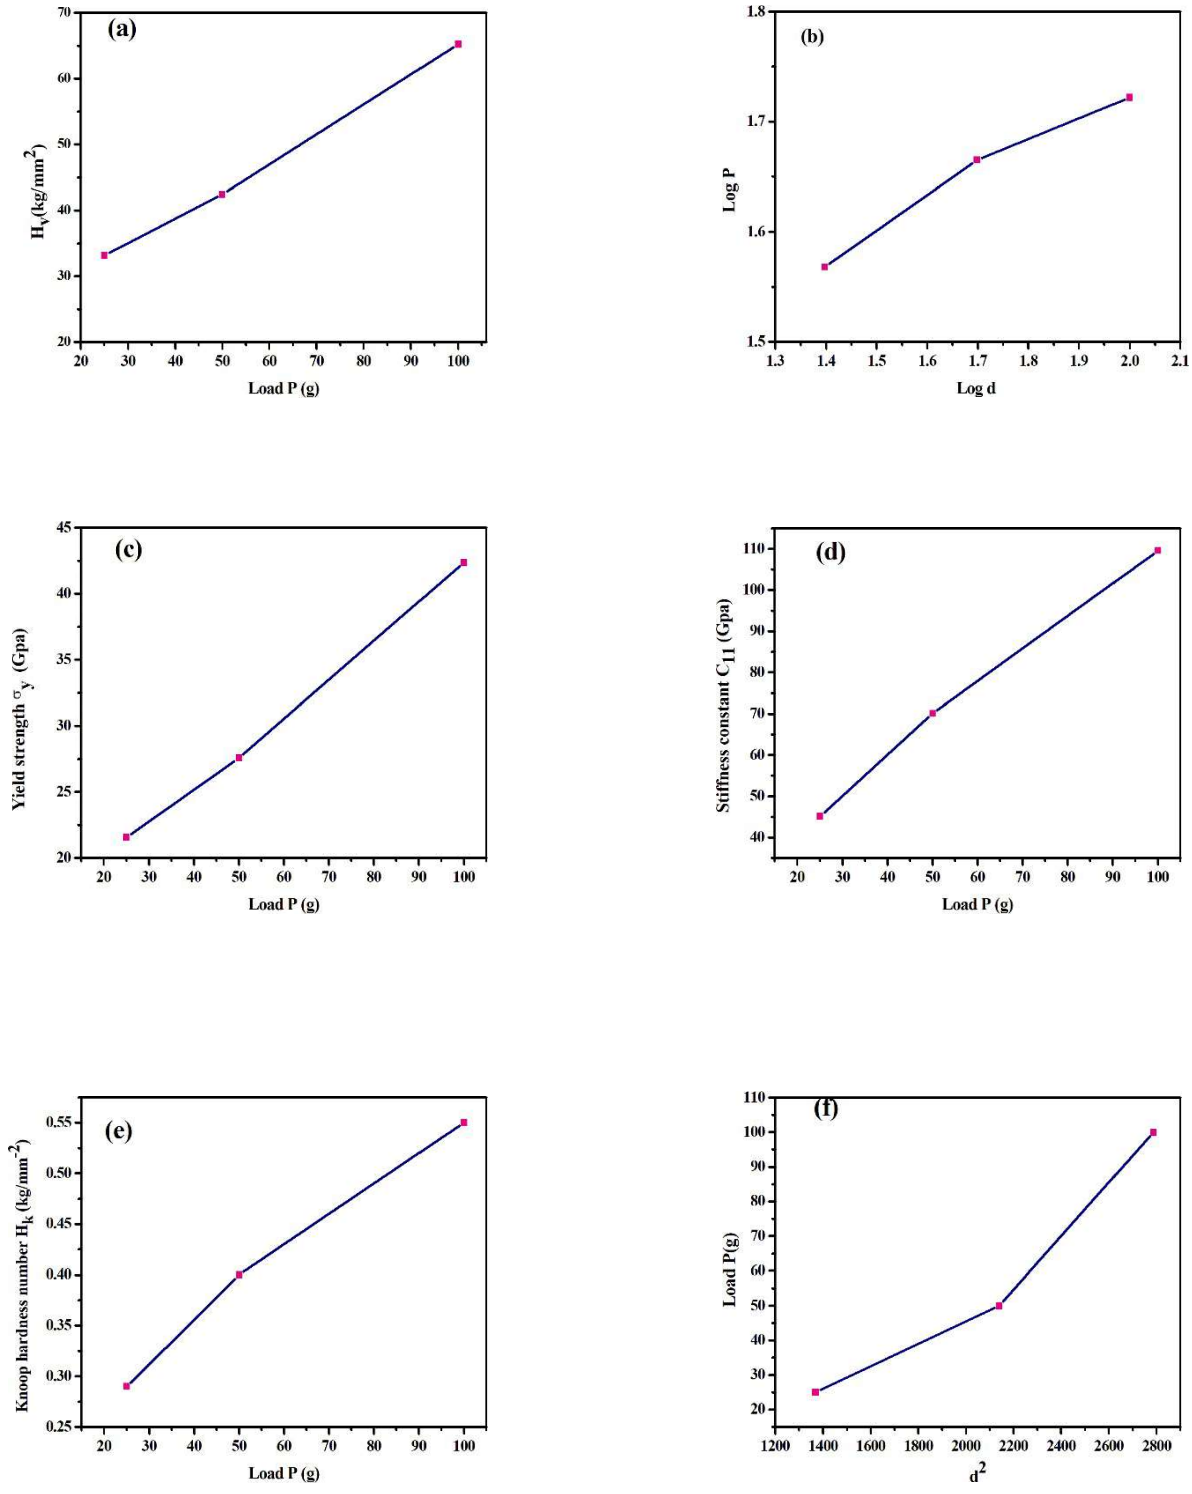 (a)
70
60
50
40
30
20
20 30 40 50 60 70 80 90 100
H_v(kg/mm^2)
Load P (g)
(b)
1.8
1.7
1.6
1.5
1.3 1.4 1.5 1.6 1.7 1.8 1.9 2.0 2.1
Log P
Log d
(c)
45
40
35
30
25
20
20 30 40 50 60 70 80 90 100
Yield strength σ_y (Gpa)
Load P (g)
(d)
110
100
90
80
70
60
50
40
20 30 40 50 60 70 80 90 100
Stiffness constant C_11 (Gpa)
Load P (g)
(e)
0.55
0.50
0.45
0.40
0.35
0.30
0.25
20 30 40 50 60 70 80 90 100
Knoop hardness number H_k (kg/mm^-2)
Load P (g)
(f)
110
100
90
80
70
60
50
40
30
20
1200 1400 1600 1800 2000 2200 2400 2600 2800
Load P(g)
d^2